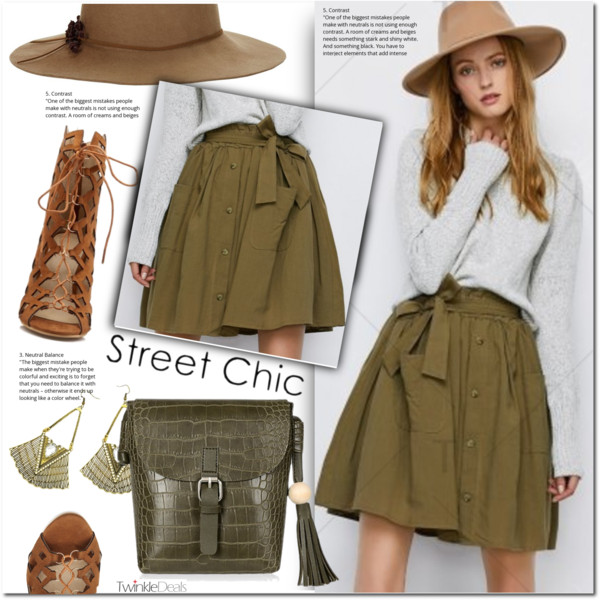 5. Contrast
"One of the biggest mistakes people
make with neutrals is not using enough
contrast. A room of creams and beiges
needs something stark and shiny white.
And something black. You have to
intersect elements that add intense
5. Contrast
"One of the biggest mistakes people
make with neutrals is not using enough
contrast. A room of creams and beiges
Street Chic
3. Neutral Balance
"The biggest mistake people
make when they're trying to be
colorful and exciting is to forget
that you need to balance it with
neutrals – otherwise it ends up
looking like a color wheel."
TwinkleDeals